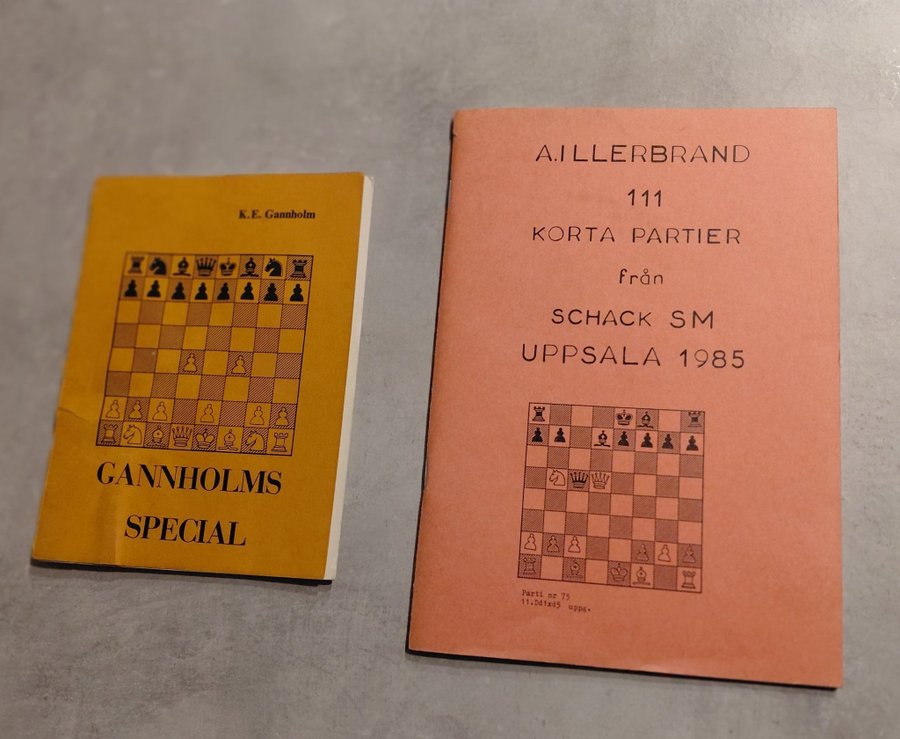 K.E. Gannholm
GANNHOLMS
SPECIAL
A.ILLERBRAND
111
KORTA PARTIER
från
SCHACK SM
UPPSALA 1985
Parti nr 75
11.Dd1xd5 uppg.